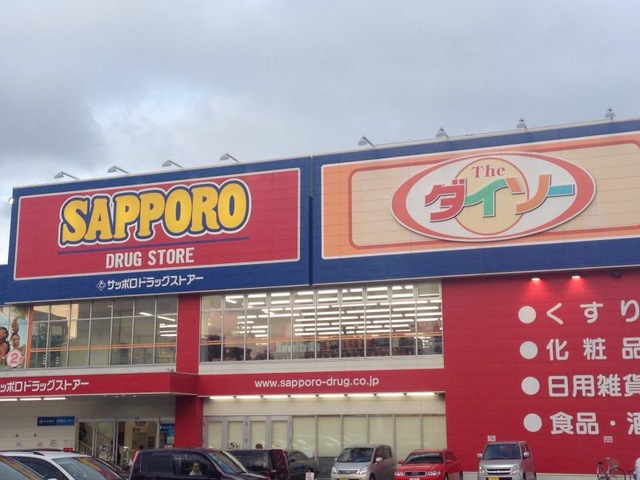 SAPPORO
DRUG STORE
サッポロドラッグストアー
The
ダイソー
くすり
化粧品
日用雑貨
食品・酒
サッポロドラッグストアー
www.sapporo-drug.co.jp
2